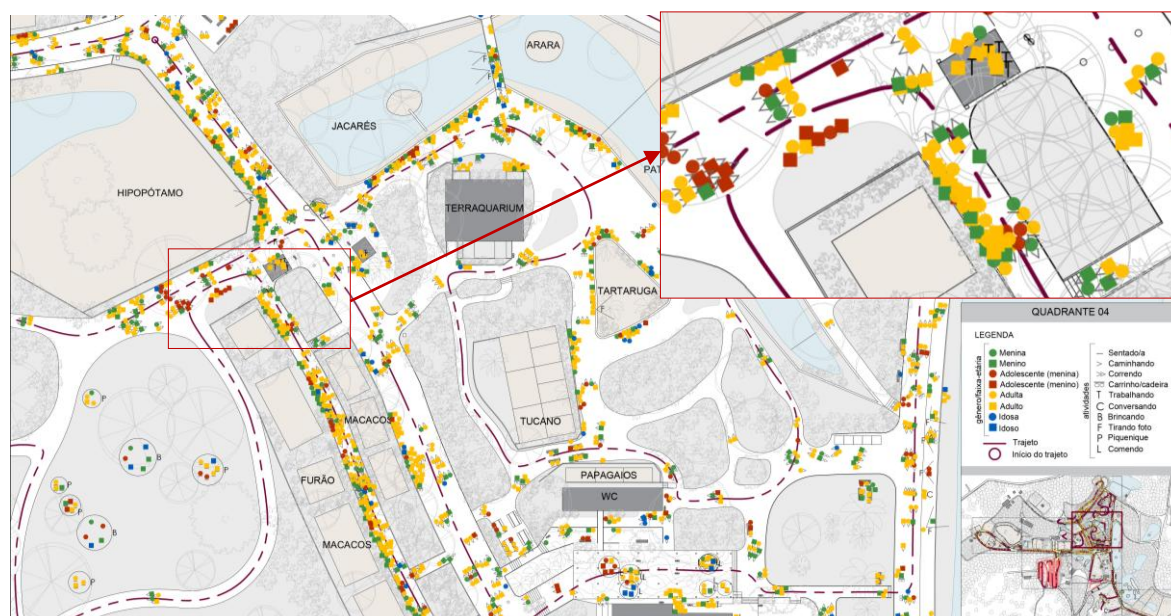 ARARA
JACARÉS
HIPOPÓTAMO
TERRAQUARIUM
PAT
TARTARUGA
TUCANO
MACACOS
FURÃO
MACACOS
PAPAGAIOS
WC
P
B
P
P
P
B
P
F
F
C
F
L
L
T
T
T
T
QUADRANTE 04
LEGENDA
gênero/faixa-etária
Menina
Menino
Adolescente (menina)
Adolescente (menino)
Adulta
Adulto
Idosa
Idoso
Trajeto
Início do trajeto
atividades
Sentado/a
> Caminhando
>> Correndo
Carrinho/cadeira
T Trabalhando
C Conversando
B Brincando
F Tirando foto
P Piquenique
L Comendo